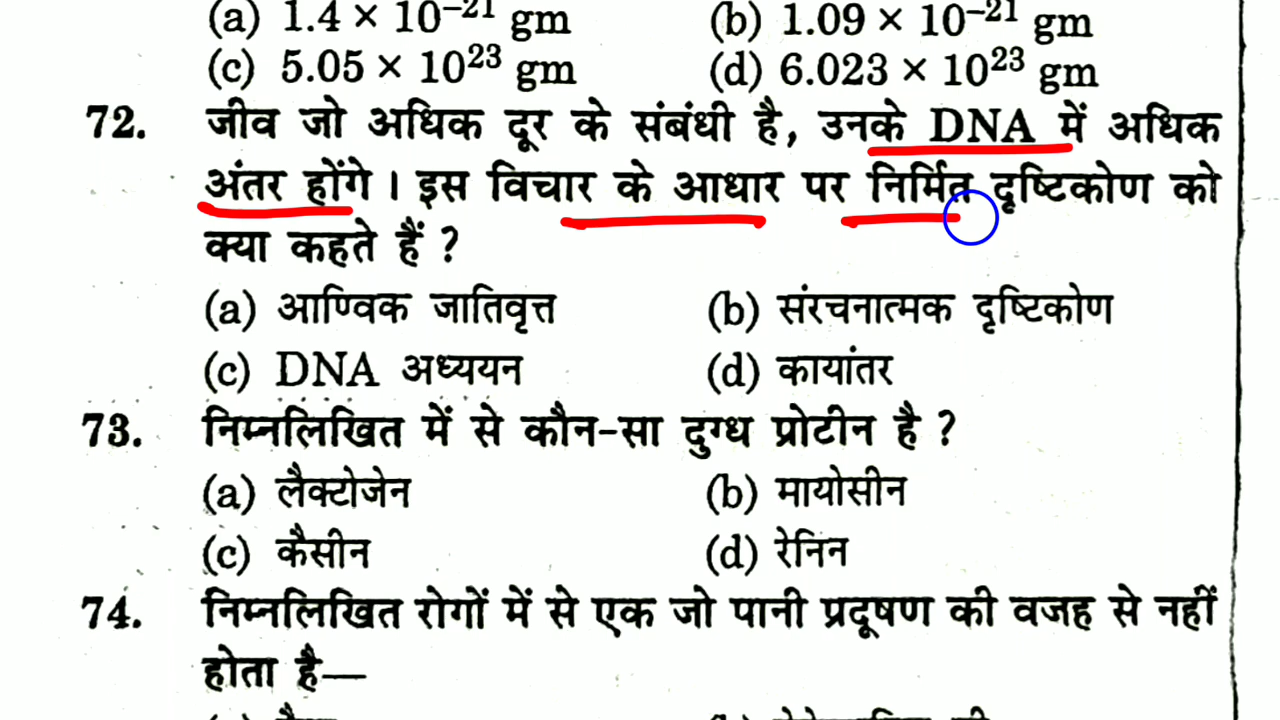 (a) 1.4 × 10⁻²¹ gm (b) 1.09 × 10⁻²¹ gm
(c) 5.05 × 10²³ gm (d) 6.023 × 10²³ gm
72. जीव जो अधिक दूर के संबंधी है, उनके DNA में अधिक
अंतर होंगे। इस विचार के आधार पर निर्मित दृष्टिकोण को
क्या कहते हैं ?
(a) आण्विक जातिवृत्त (b) संरचनात्मक दृष्टिकोण
(c) DNA अध्ययन (d) कायांतर
73. निम्नलिखित में से कौन-सा दुग्ध प्रोटीन है ?
(a) लैक्टोजेन (b) मायोसीन
(c) कैसीन (d) रेनिन
74. निम्नलिखित रोगों में से एक जो पानी प्रदूषण की वजह से नहीं
होता है—